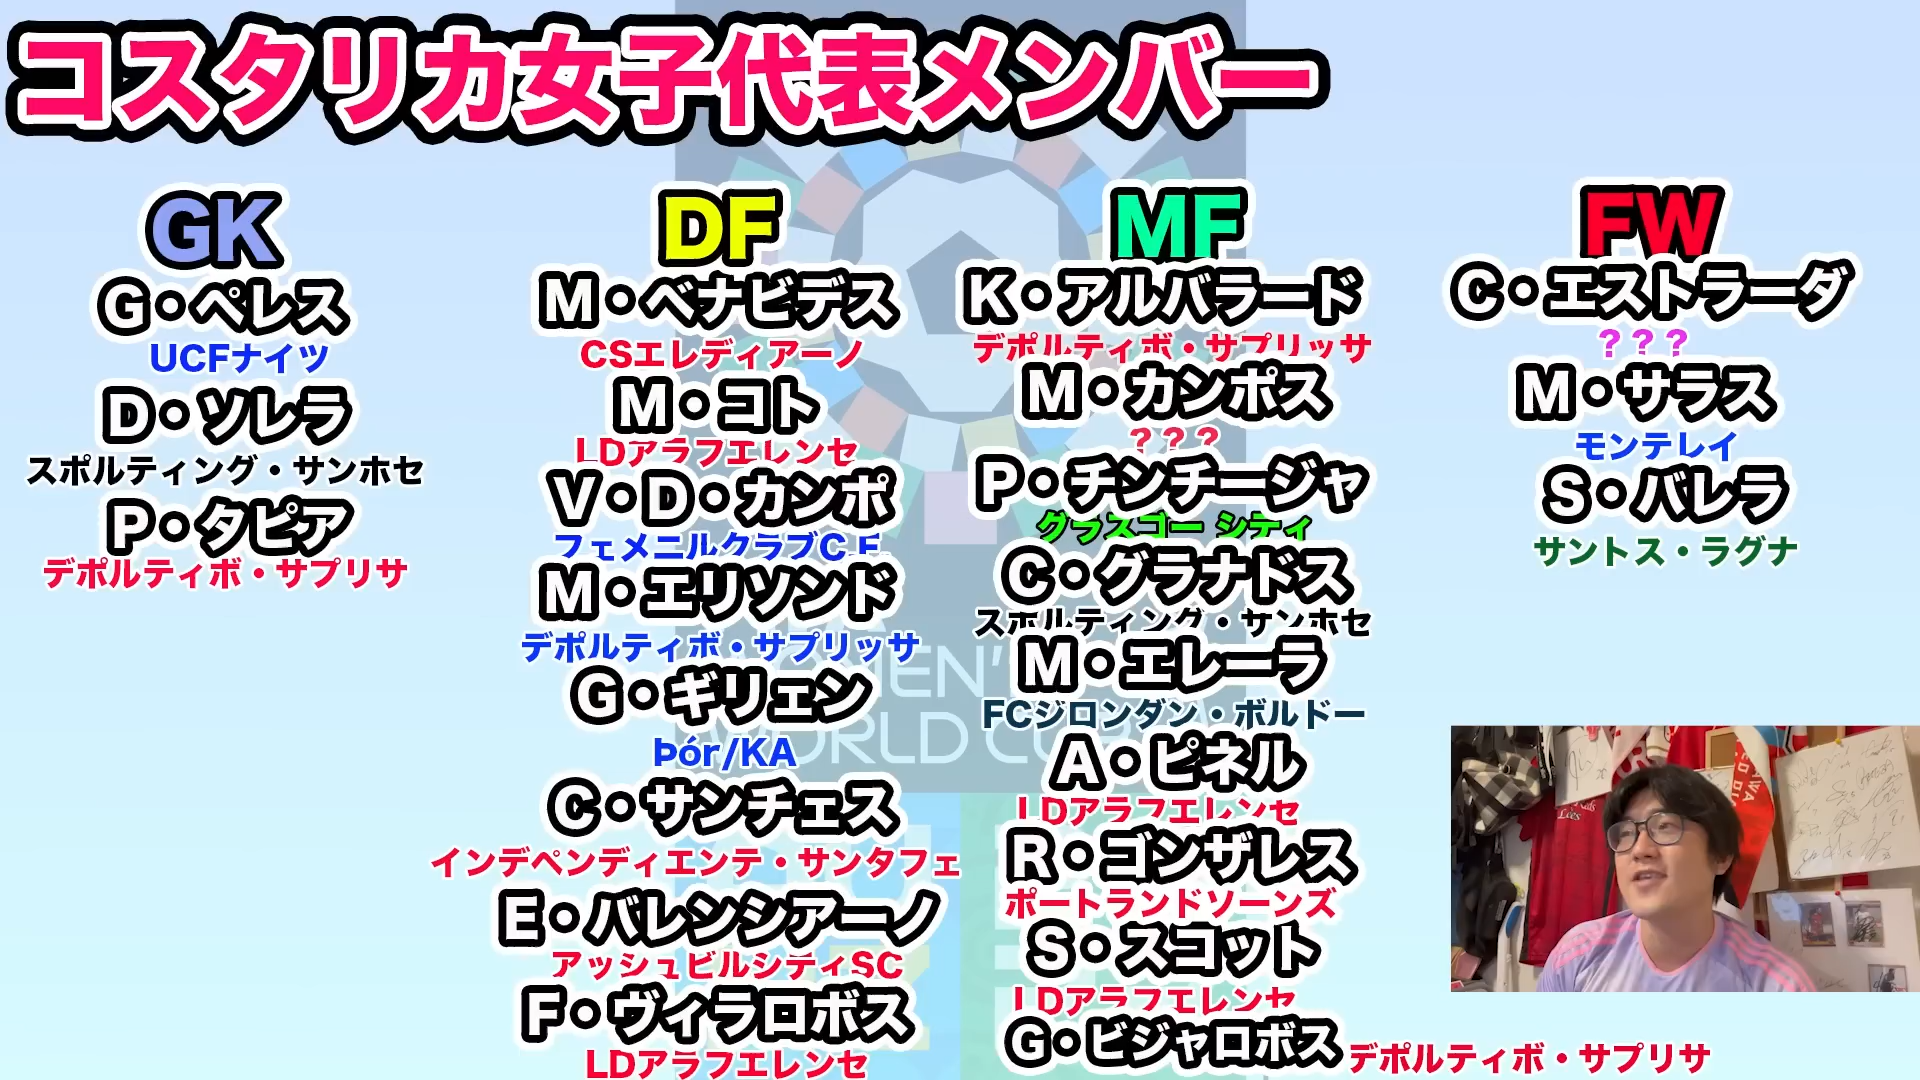 コスタリカ女子代表メンバー
GK
G・ペレス
UCFナイツ
D・ソレラ
スポルティング・サンホセ
P・タピア
デポルティボ・サプリサ
DF
M・ベナビデス
CSエレディアーノ
M・コト
LDアラフエレンセ
V・D・カンポ
フェメニルクラブC.F.
M・エリソンド
デポルティボ・サプリッサ
G・ギリェン
Þór/KA
C・サンチェス
インデペンディエンテ・サンタフェ
E・バレンシアーノ
アッシュビルシティSC
F・ヴィラロボス
LDアラフエレンセ
MF
K・アルバラード
デポルティボ・サプリッサ
M・カンポス
???
P・チンチージャ
グラスゴー シティ
C・グラナドス
スポルティング・サンホセ
M・エレーラ
FCジロンダン・ボルドー
A・ピネル
LDアラフエレンセ
R・ゴンザレス
ポートランドソーンズ
S・スコット
LDアラフエレンセ
G・ビジャロボス
デポルティボ・サプリサ
FW
C・エストラーダ
???
M・サラス
モンテレイ
S・バレラ
サントス・ラグナ
WORLD CU